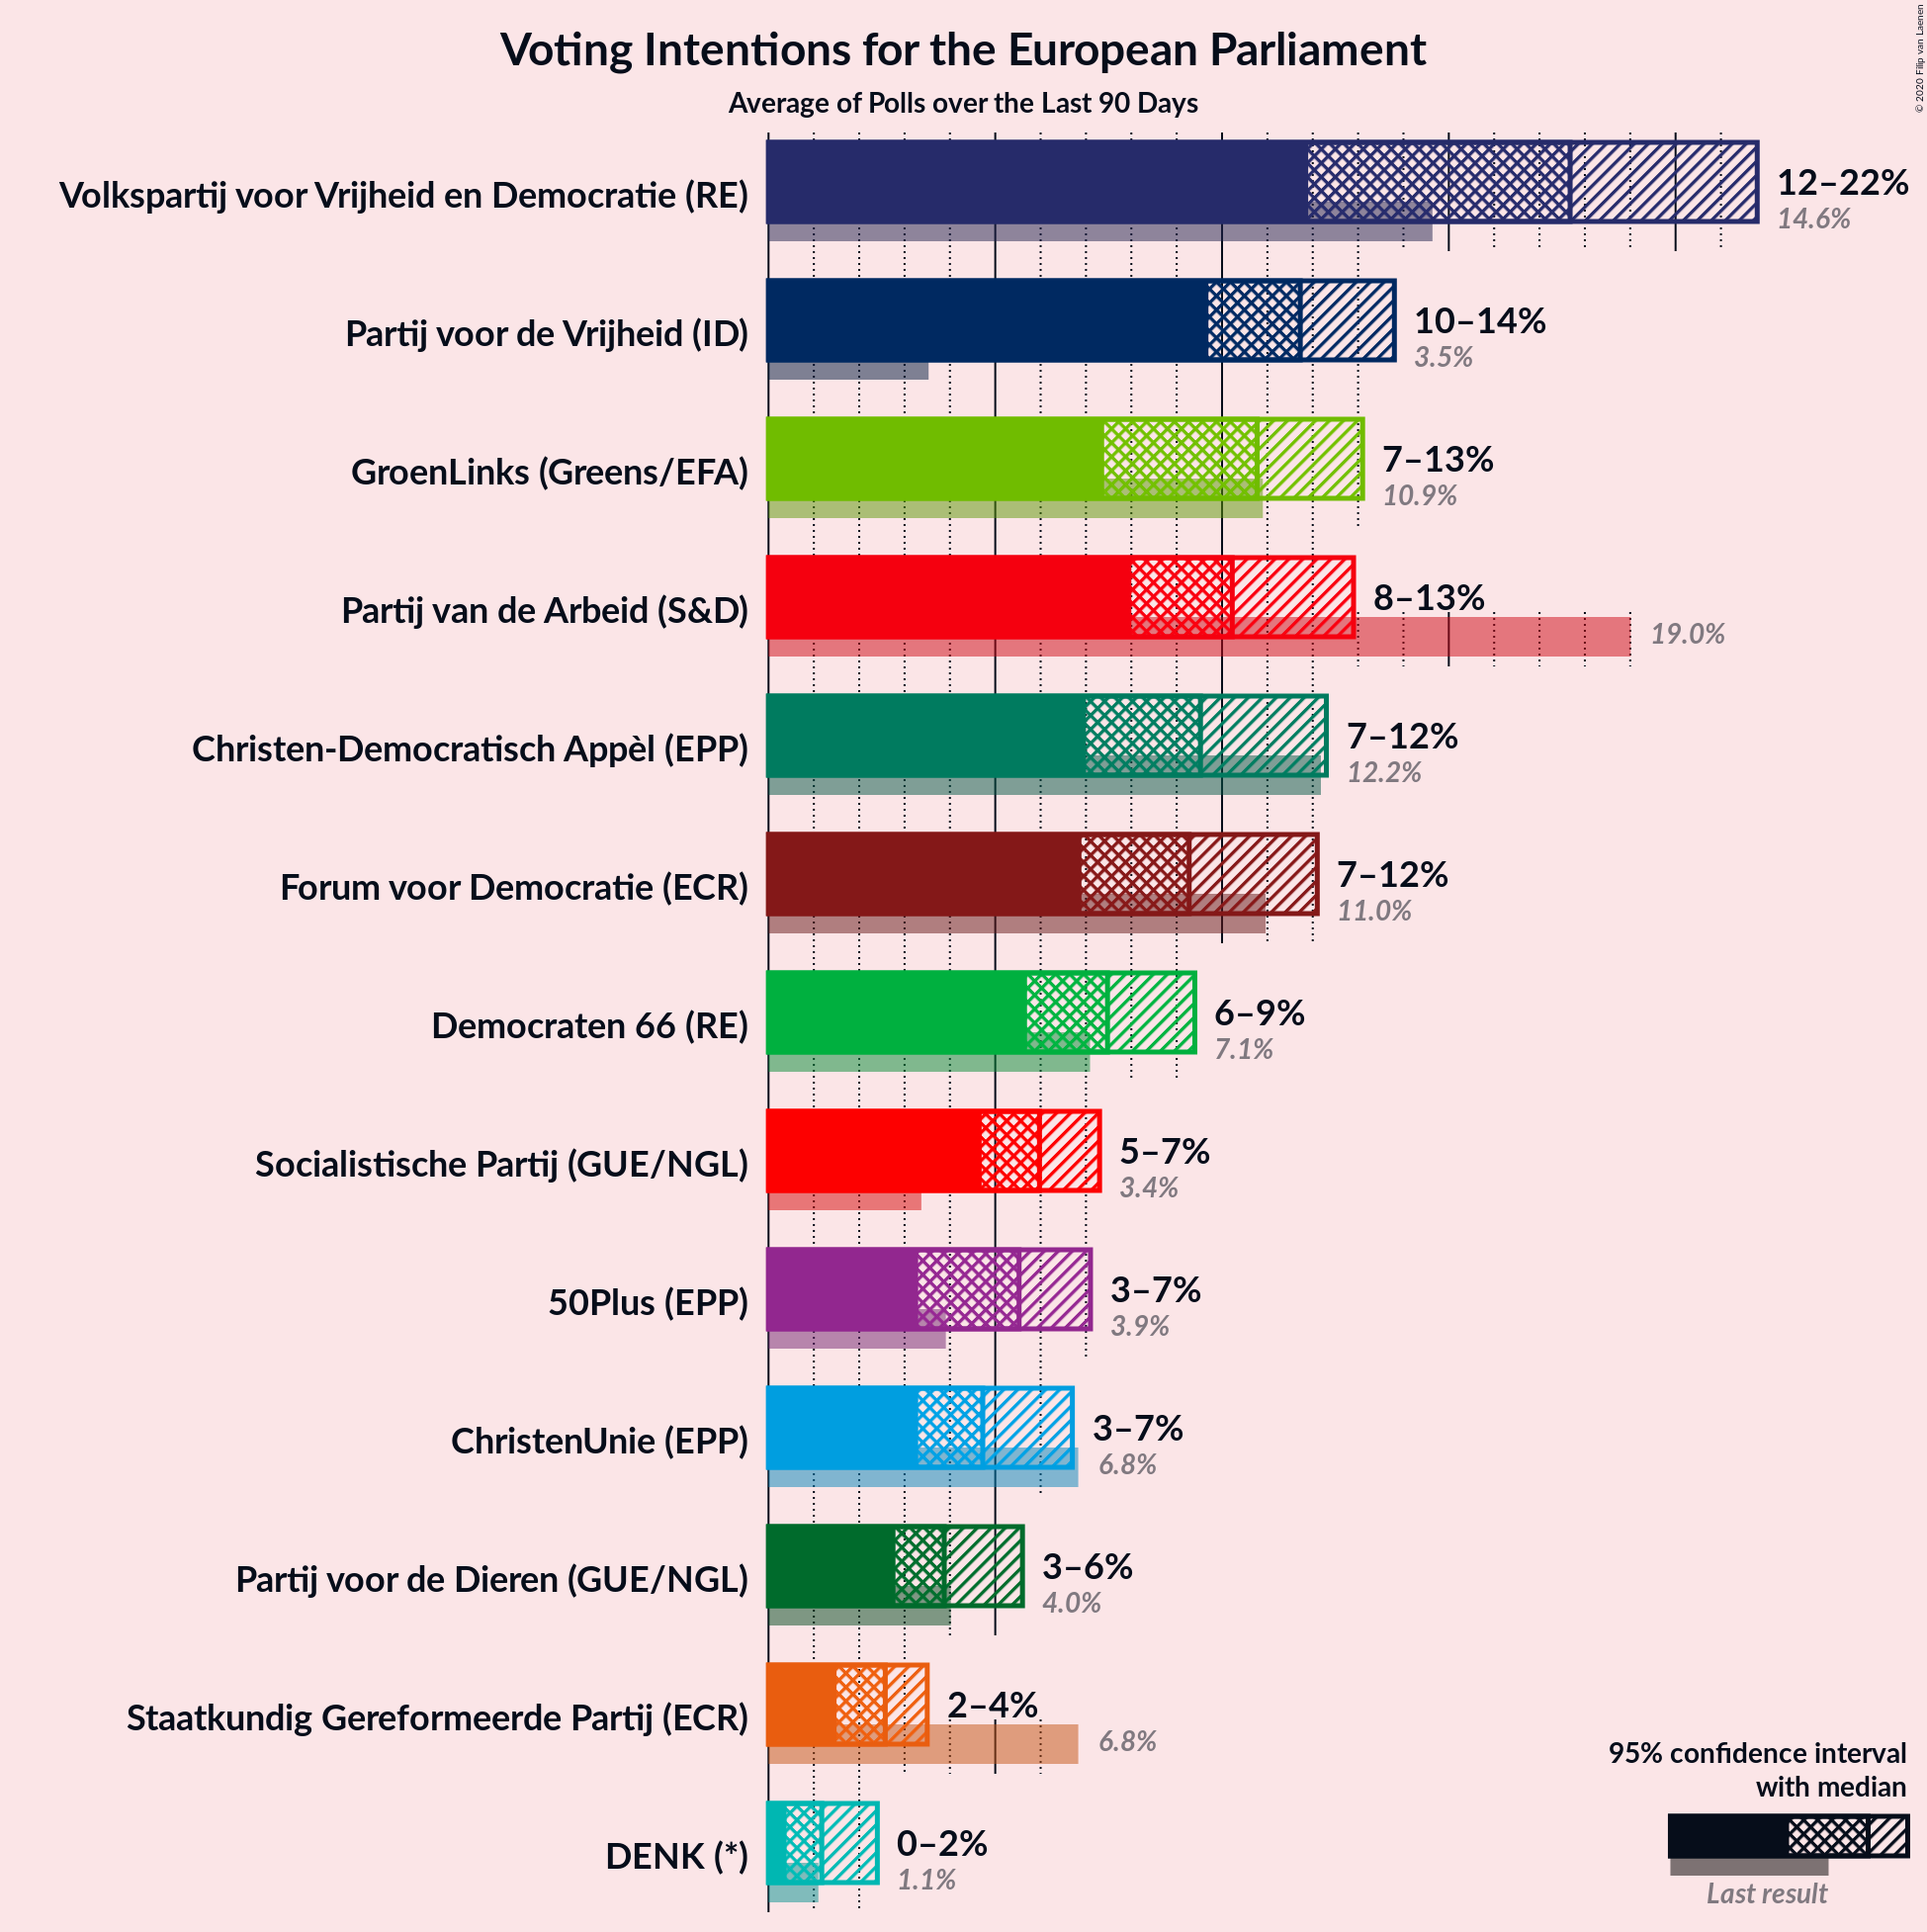 Voting Intentions for the European Parliament
Average of Polls over the Last 90 Days
© 2020 Filip van Laenen
Volkspartij voor Vrijheid en Democratie (RE)
12–22%
14.6%
Partij voor de Vrijheid (ID)
10–14%
3.5%
GroenLinks (Greens/EFA)
7–13%
10.9%
Partij van de Arbeid (S&D)
8–13%
19.0%
Christen-Democratisch Appèl (EPP)
7–12%
12.2%
Forum voor Democratie (ECR)
7–12%
11.0%
Democraten 66 (RE)
6–9%
7.1%
Socialistische Partij (GUE/NGL)
5–7%
3.4%
50Plus (EPP)
3–7%
3.9%
ChristenUnie (EPP)
3–7%
6.8%
Partij voor de Dieren (GUE/NGL)
3–6%
4.0%
Staatkundig Gereformeerde Partij (ECR)
2–4%
6.8%
DENK (*)
0–2%
1.1%
95% confidence interval
with median
Last result